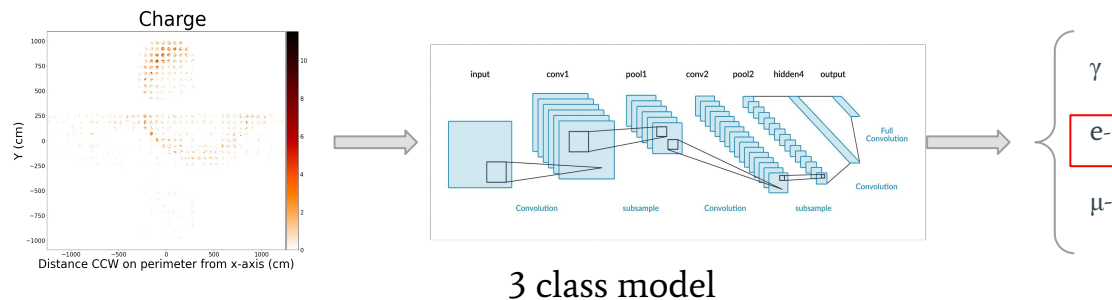 Charge
1000
750
500
250
0
−250
−500
−750
−1000
Y (cm)
−1000
−500
0
500
1000
Distance CCW on perimeter from x-axis (cm)
10
8
6
4
2
0
input
conv1
pool1
conv2
pool2
hidden4
output
Full
Convolution
Convolution
Convolution
subsample
Convolution
subsample
3 class model
γ
e-
μ-